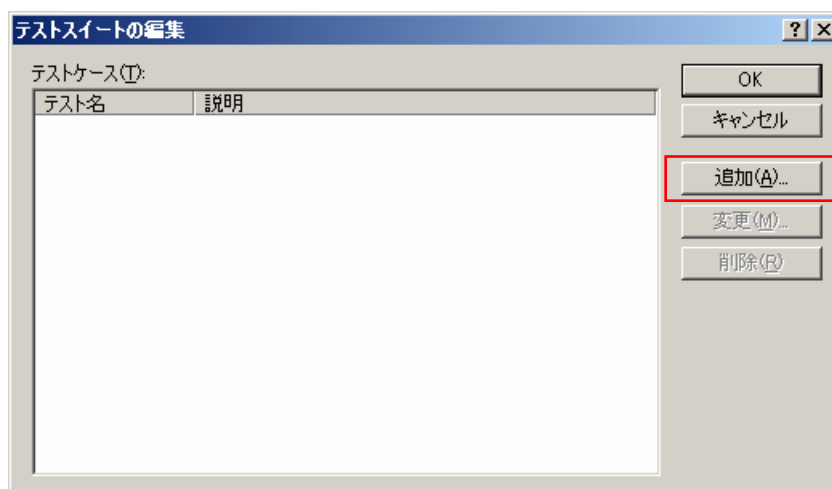 テストスイートの編集
テストケース(T):
テスト名 説明
OK
キャンセル
追加(A)...
変更(M)...
削除(R)